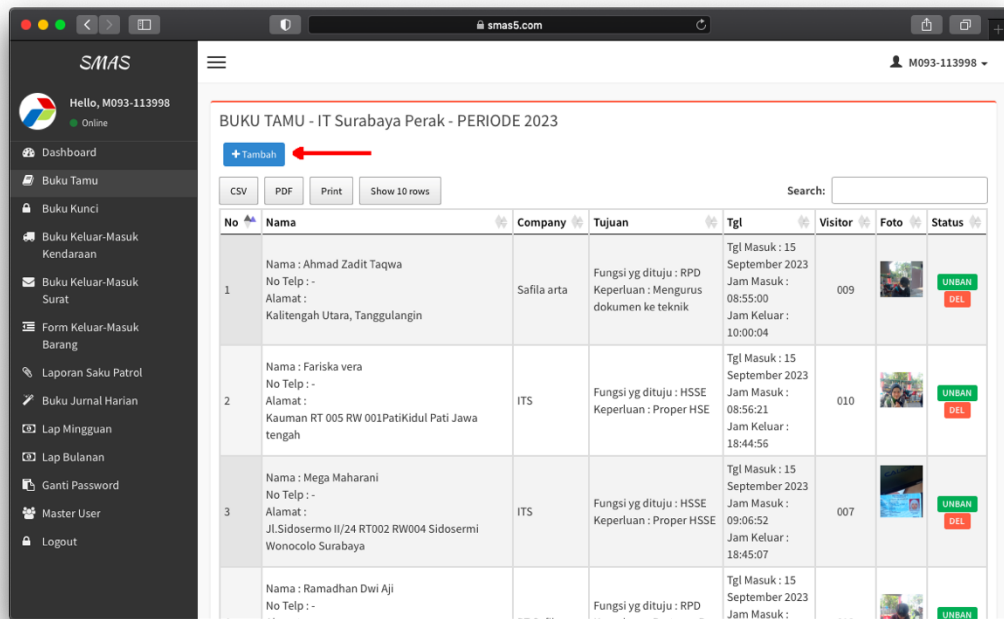 smas5.com
SMAS
M093-113998
Hello, M093-113998
Online
Dashboard
Buku Tamu
Buku Kunci
Buku Keluar-Masuk
Kendaraan
Buku Keluar-Masuk
Surat
Form Keluar-Masuk
Barang
Laporan Saku Patrol
Buku Jurnal Harian
Lap Mingguan
Lap Bulanan
Ganti Password
Master User
Logout
BUKU TAMU - IT Surabaya Perak - PERIODE 2023
+ Tambah
CSV PDF Print Show 10 rows Search:
No Nama Company Tujuan Tgl Visitor Foto Status
1
Nama : Ahmad Zadit Taqwa
No Telp : -
Alamat :
Kalitengah Utara, Tanggulangin
Safila arta
Fungsi yg dituju : RPD
Keperluan : Mengurus
dokumen ke teknik
Tgl Masuk : 15
September 2023
Jam Masuk :
08:55:00
Jam Keluar :
10:00:04
009
UNBAN
DEL
2
Nama : Fariska vera
No Telp : -
Alamat :
Kauman RT 005 RW 001PatiKidul Pati Jawa
tengah
ITS
Fungsi yg dituju : HSSE
Keperluan : Proper HSE
Tgl Masuk : 15
September 2023
Jam Masuk :
08:56:21
Jam Keluar :
18:44:56
010
UNBAN
DEL
3
Nama : Mega Maharani
No Telp : -
Alamat :
Jl.Sidosermo II/24 RT002 RW004 Sidosermi
Wonocolo Surabaya
ITS
Fungsi yg dituju : HSSE
Keperluan : Proper HSSE
Tgl Masuk : 15
September 2023
Jam Masuk :
09:06:52
Jam Keluar :
18:45:07
007
UNBAN
DEL
Nama : Ramadhan Dwi Aji
No Telp : -
Fungsi yg dituju : RPD
Tgl Masuk : 15
September 2023
Jam Masuk :
UNBAN